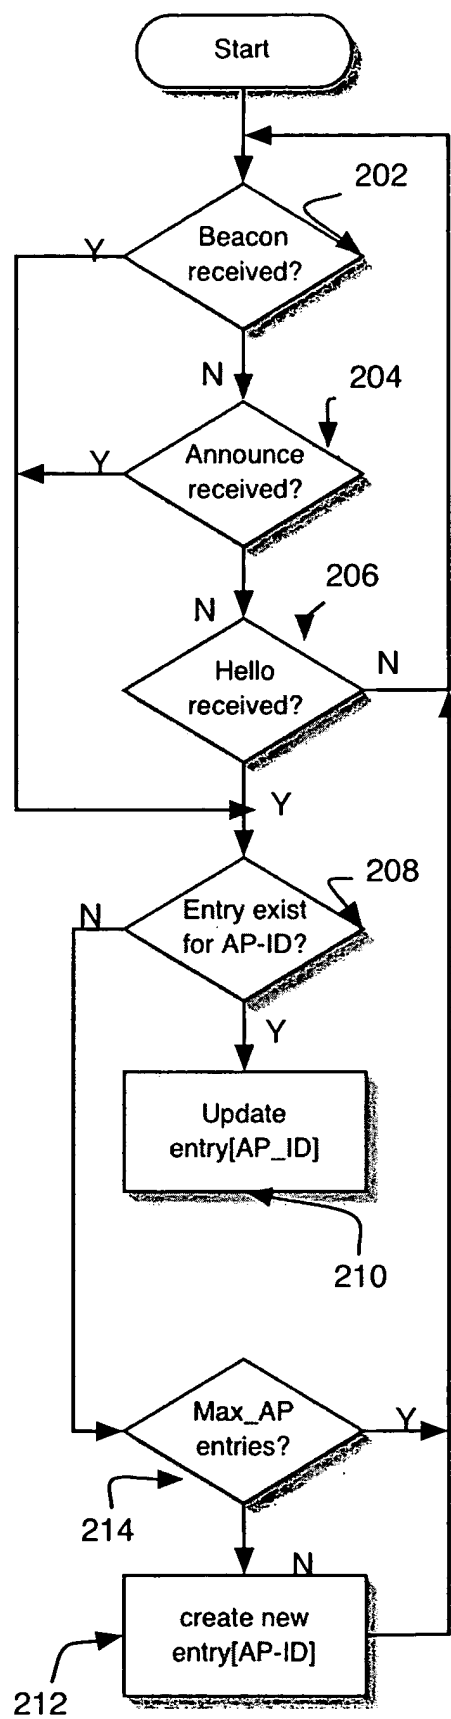 Start
202
Beacon
received?
Y
N
204
Announce
received?
Y
206
N
Hello
received?
N
Y
208
Entry exist
for AP-ID?
N
Y
Update
entry[AP_ID]
210
Max_AP
entries?
Y
214
N
create new
entry[AP-ID]
212